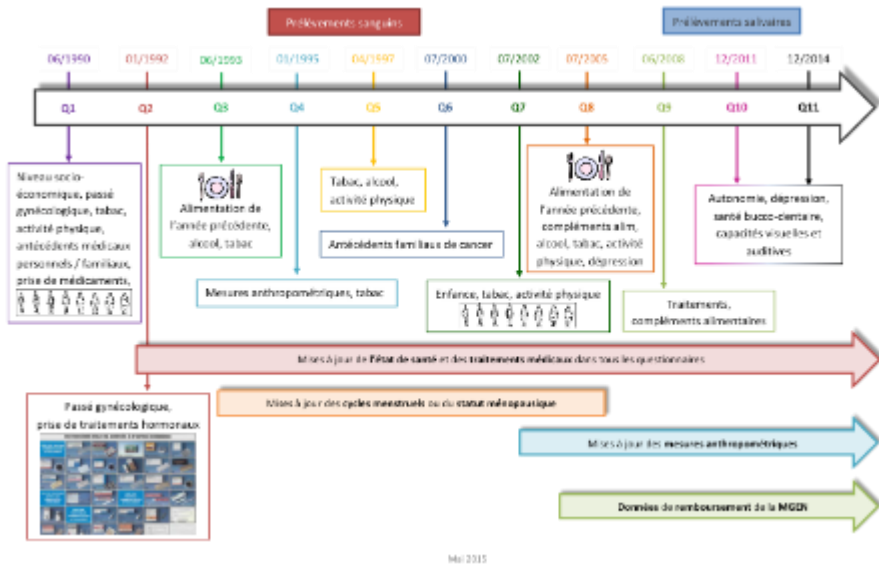 Prélèvements sanguins
Prélèvements salivaires
06/1990
01/1992
06/1993
01/1995
04/1997
07/2000
07/2002
07/2005
06/2008
12/2011
12/2014
Q1
Q2
Q3
Q4
Q5
Q6
Q7
Q8
Q9
Q10
Q11
Niveau socio-
économique, passé
gynécologique, tabac,
activité physique,
antécédents médicaux
personnels / familiaux,
prise de médicaments,
Alimentation de
l'année précédente,
alcool, tabac
Mesures anthropométriques, tabac
Tabac, alcool,
activité physique
Antécédents familiaux de cancer
Enfance, tabac, activité physique
Alimentation de
l'année précédente,
compléments alim,
alcool, tabac, activité
physique, dépression
Traitements,
compléments alimentaires
Autonomie, dépression,
santé bucco-dentaire,
capacités visuelles et
auditives
Mises à jour de l'état de santé et des traitements médicaux dans tous les questionnaires
Passé gynécologique,
prise de traitements hormonaux
Mises à jour des cycles menstruels ou du statut ménopausique
Mises à jour des mesures anthropométriques
Données de remboursement de la MGEN
Mai 2015